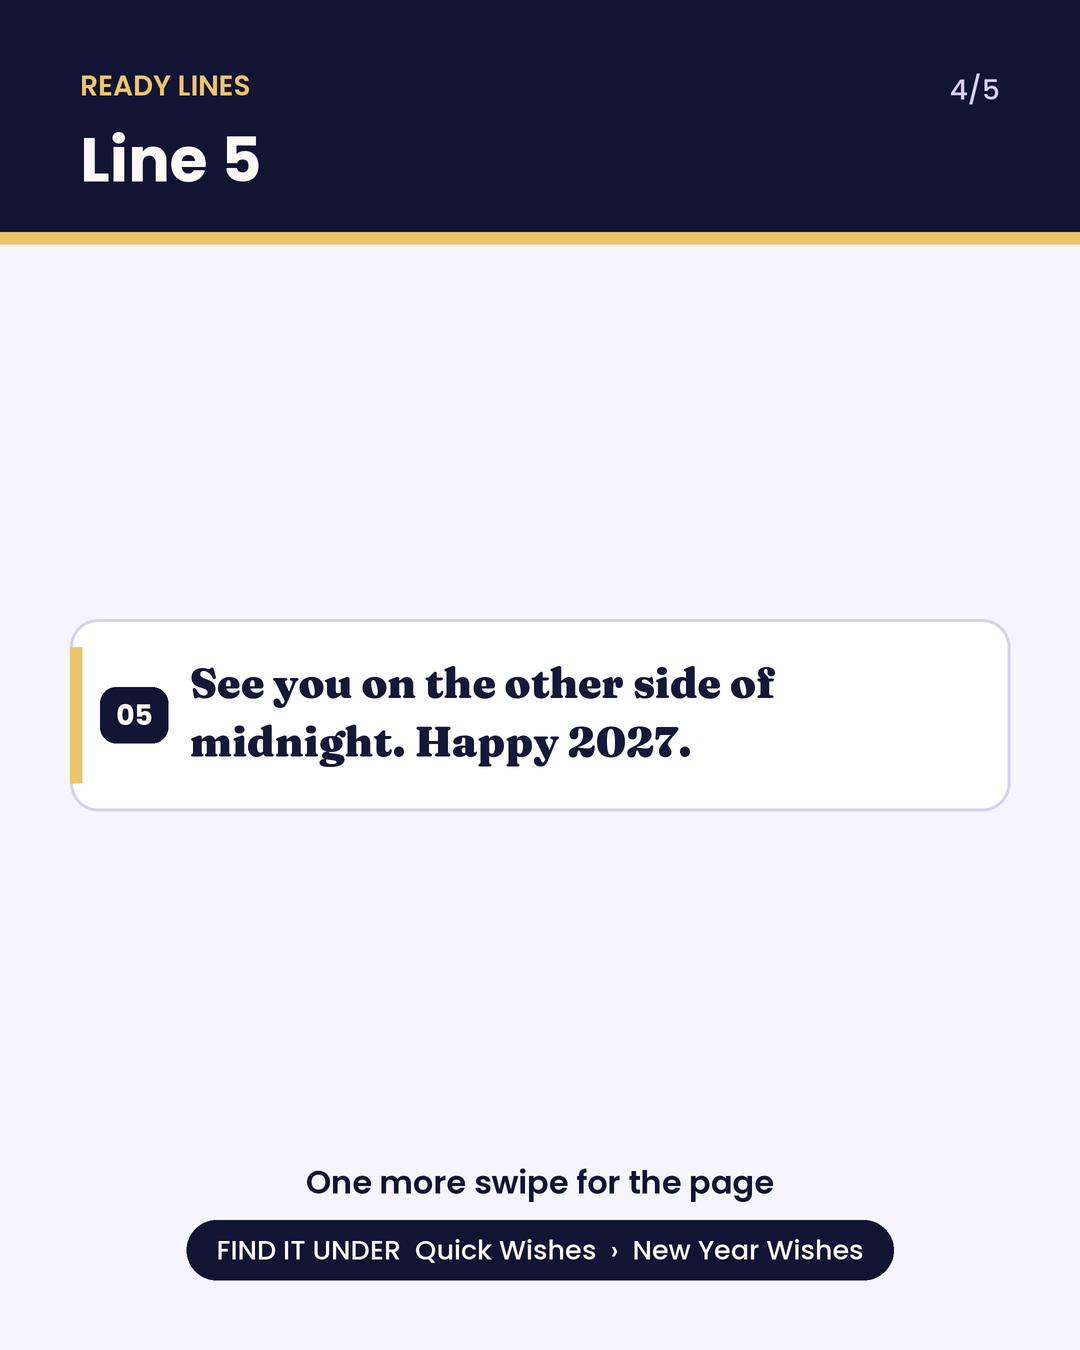 READY LINES
4/5
Line 5
05
See you on the other side of
midnight. Happy 2027.
One more swipe for the page
FIND IT UNDER Quick Wishes › New Year Wishes